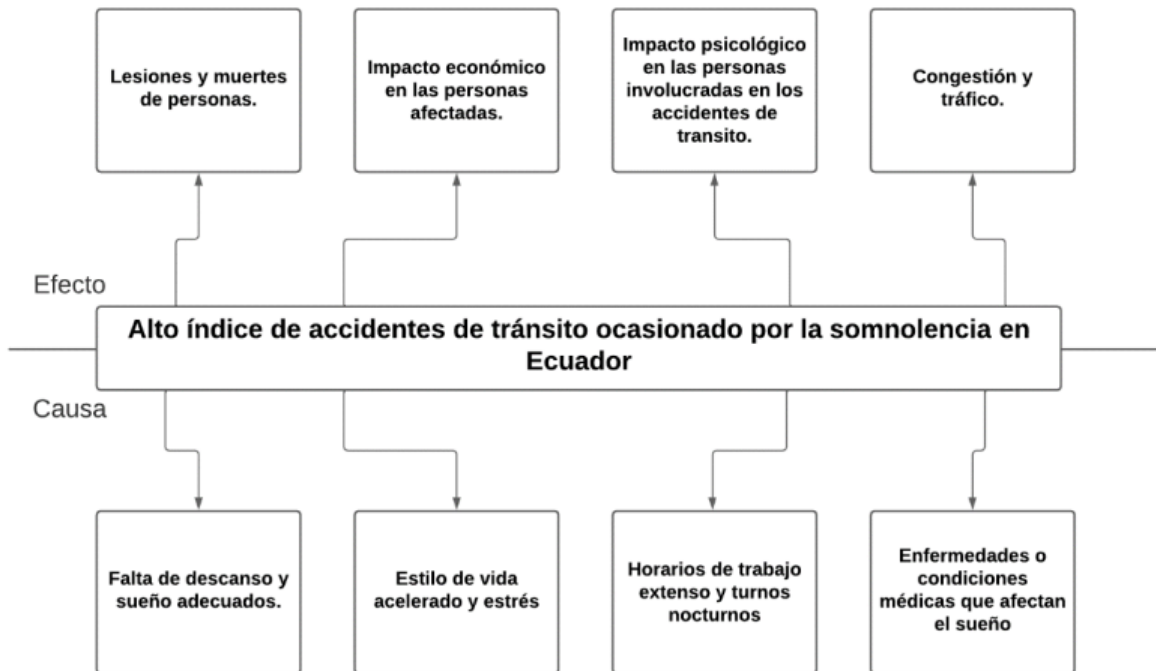 Lesiones y muertes
de personas.
Impacto económico
en las personas
afectadas.
Impacto psicológico
en las personas
involucradas en los
accidentes de
transito.
Congestión y
tráfico.
Efecto
Alto índice de accidentes de tránsito ocasionado por la somnolencia en
Ecuador
Causa
Falta de descanso y
sueño adecuados.
Estilo de vida
acelerado y estrés
Horarios de trabajo
extenso y turnos
nocturnos
Enfermedades o
condiciones
médicas que afectan
el sueño